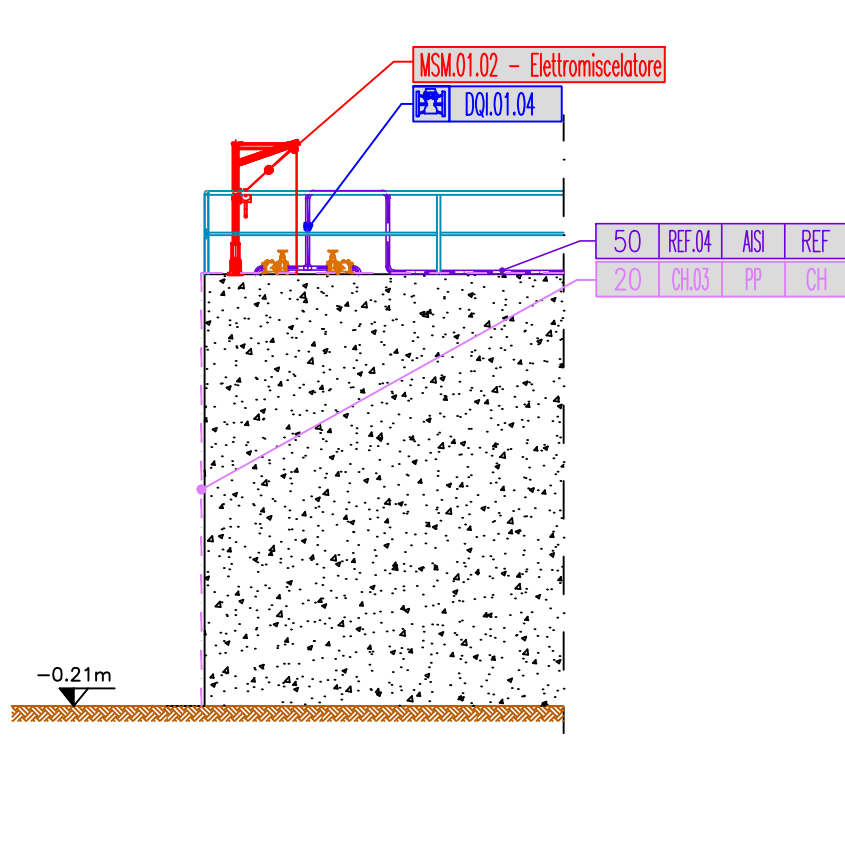 MSM.01.02 - Elettromiscelatore
DQI.01.04
50 REF.04 AISI REF
20 CH.03 PP CH
-0.21m